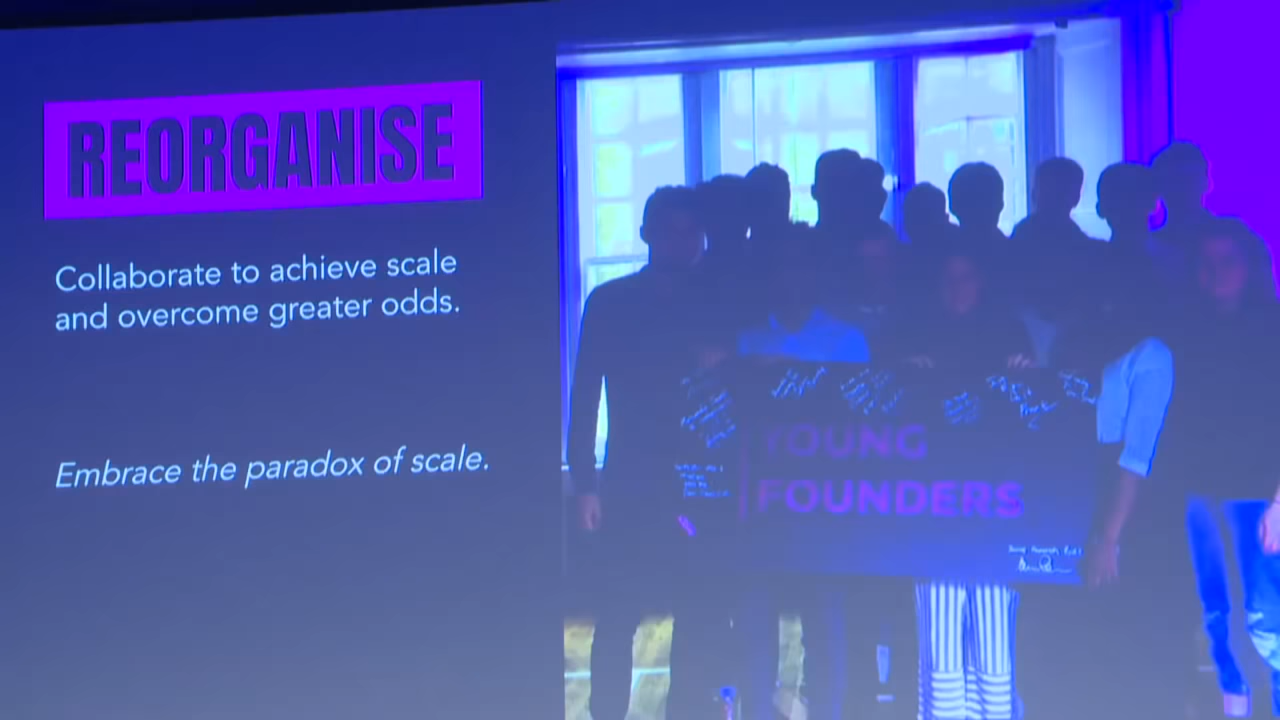 REORGANISE
Collaborate to achieve scale
and overcome greater odds.
Embrace the paradox of scale.
YOUNG
FOUNDERS